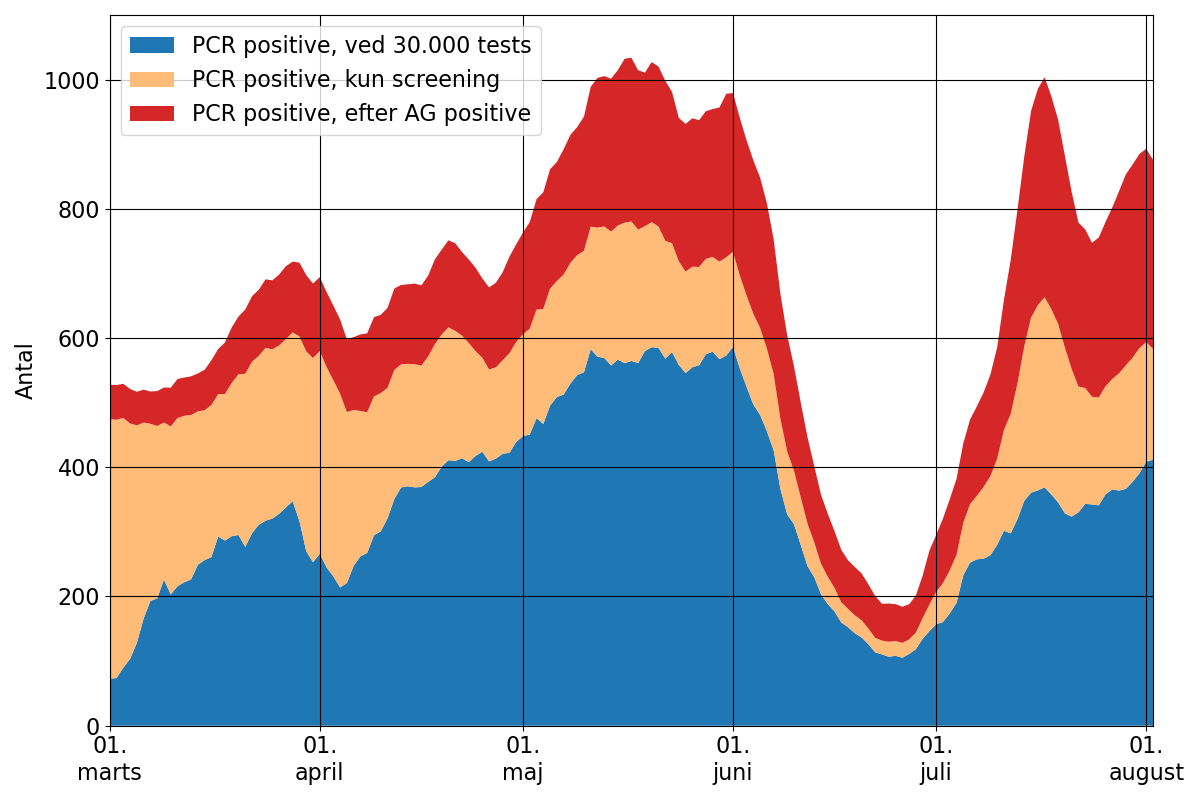 PCR positive, ved 30.000 tests
PCR positive, kun screening
PCR positive, efter AG positive
Antal
1000
800
600
400
200
0
01.
marts
01.
april
01.
maj
01.
juni
01.
juli
01.
august